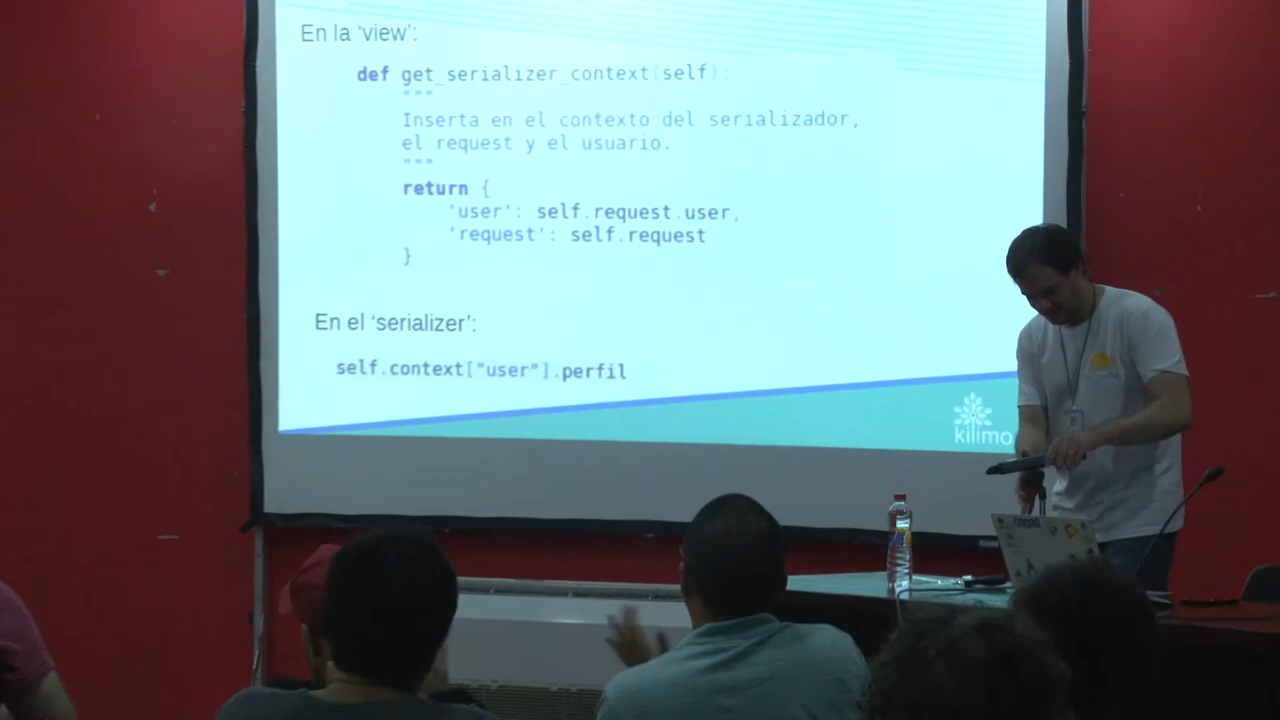 En la 'view':
def get_serializer_context(self):
"""
Inserta en el contexto del serializador,
el request y el usuario.
"""
return {
'user': self.request.user,
'request': self.request
}
En el 'serializer':
self.context["user"].perfil
kilimo